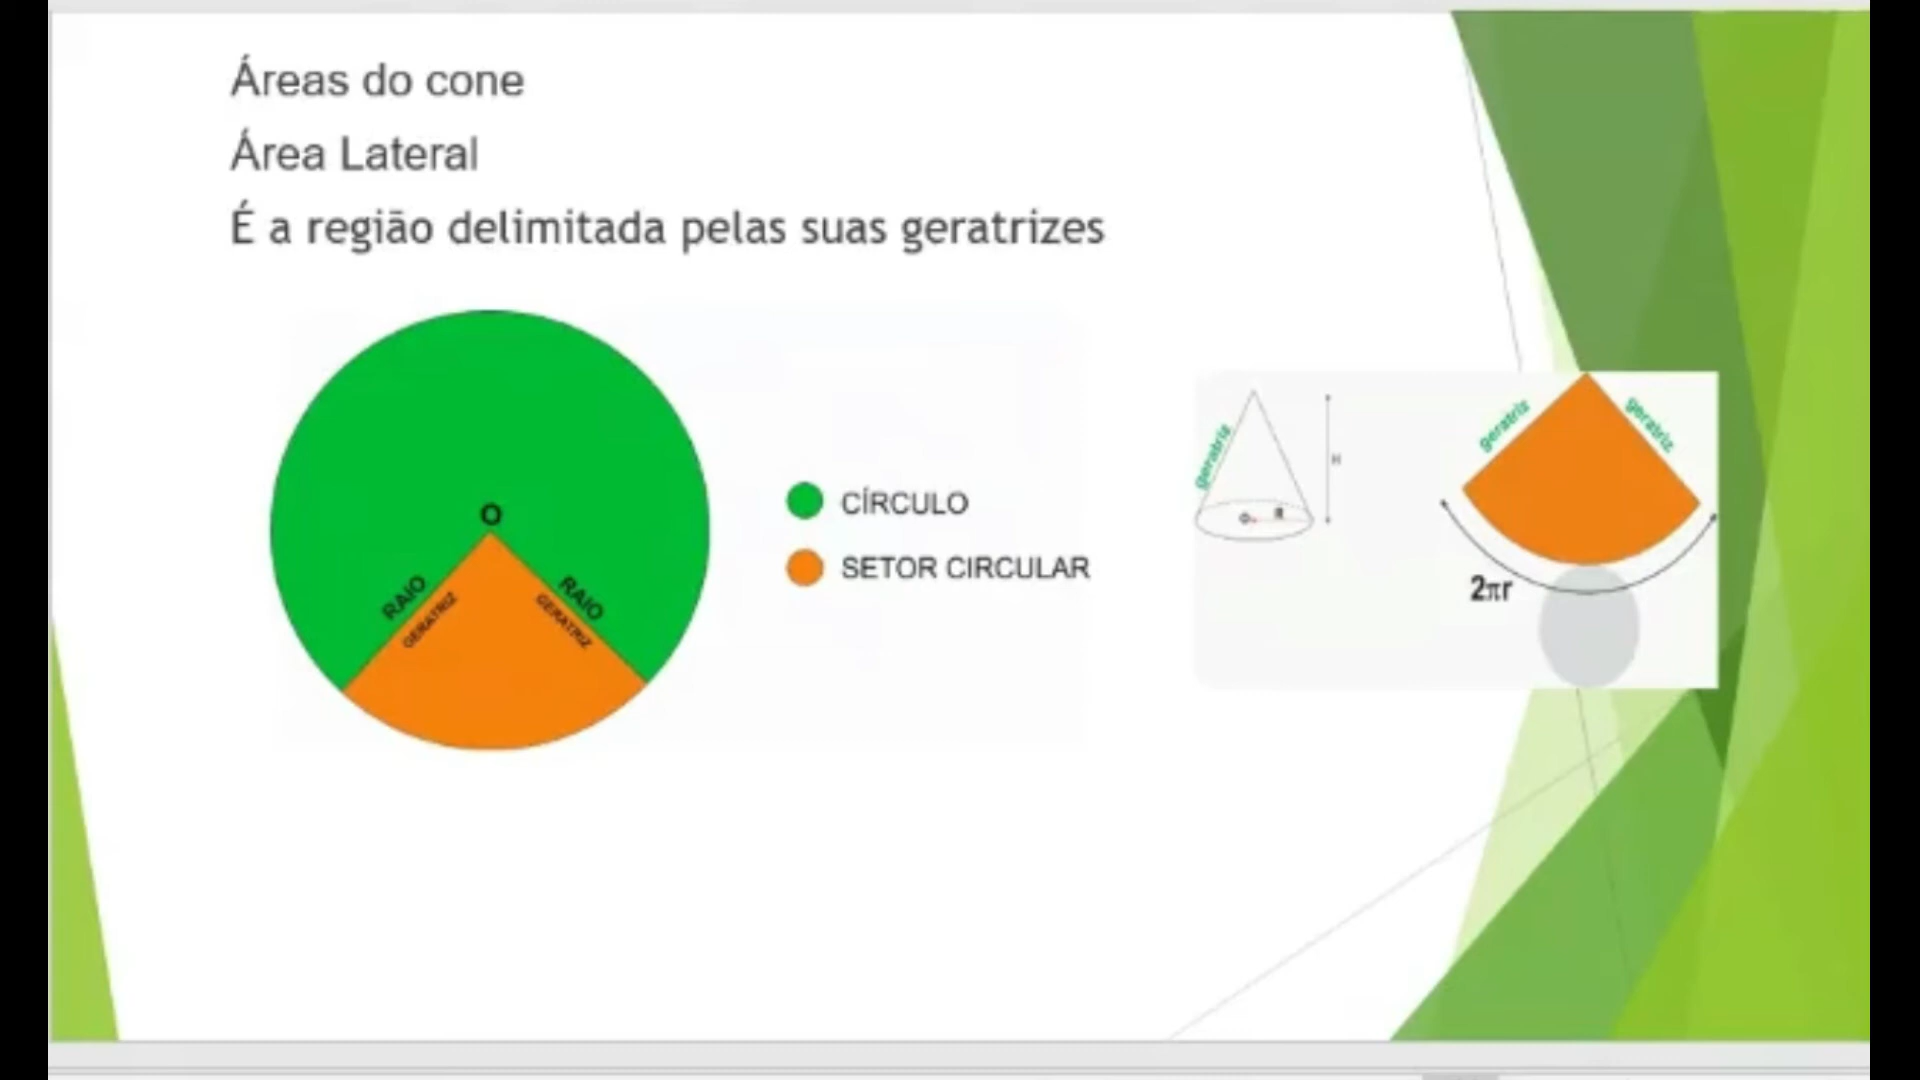 Áreas do cone
Área Lateral
É a região delimitada pelas suas geratrizes
O
RAIO
GERATRIZ
RAIO
GERATRIZ
CÍRCULO
SETOR CIRCULAR
geratriz
H
O
R
geratriz
geratriz
2πr